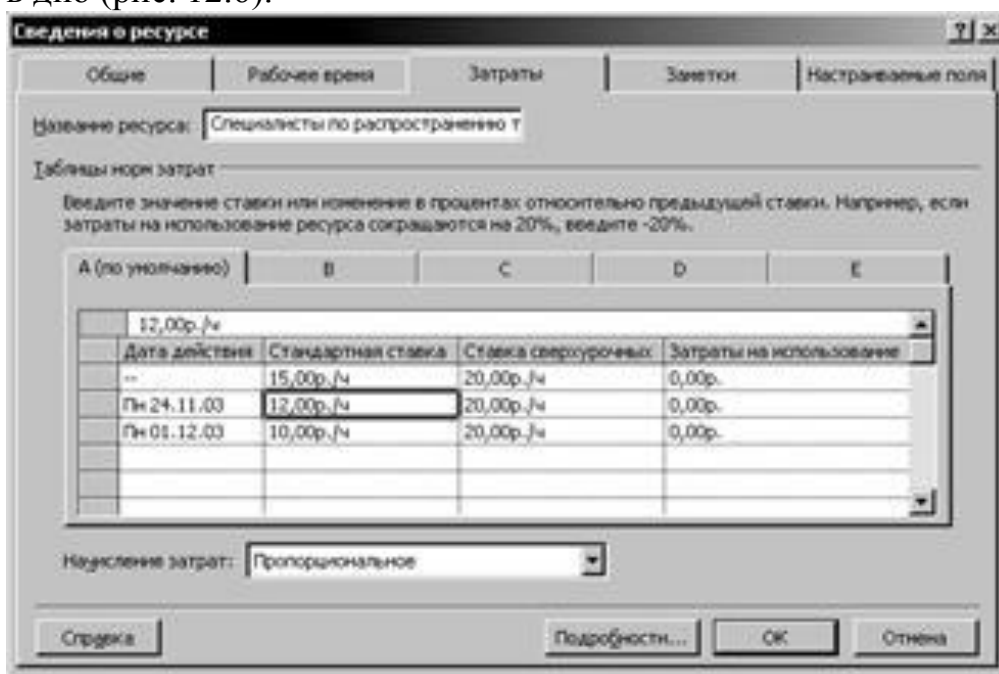 Сведения о ресурсе
Общие Рабочее время Затраты Заметки Настраиваемые поля
Название ресурса: Специалисты по распространению т
Таблицы норм затрат
Введите значение ставки или изменение в процентах относительно предыдущей ставки. Например, если
затраты на использование ресурса сокращаются на 20%, введите -20%.
A (по умолчанию) B C D E
12,00р./ч
Дата действия Стандартная ставка Ставка сверхурочных Затраты на использование
-- 15,00р./ч 20,00р./ч 0,00р.
Пн 24.11.03 12,00р./ч 20,00р./ч 0,00р.
Пн 01.12.03 10,00р./ч 20,00р./ч 0,00р.
Начисление затрат: Пропорциональное
Справка Подробности... ОК Отмена